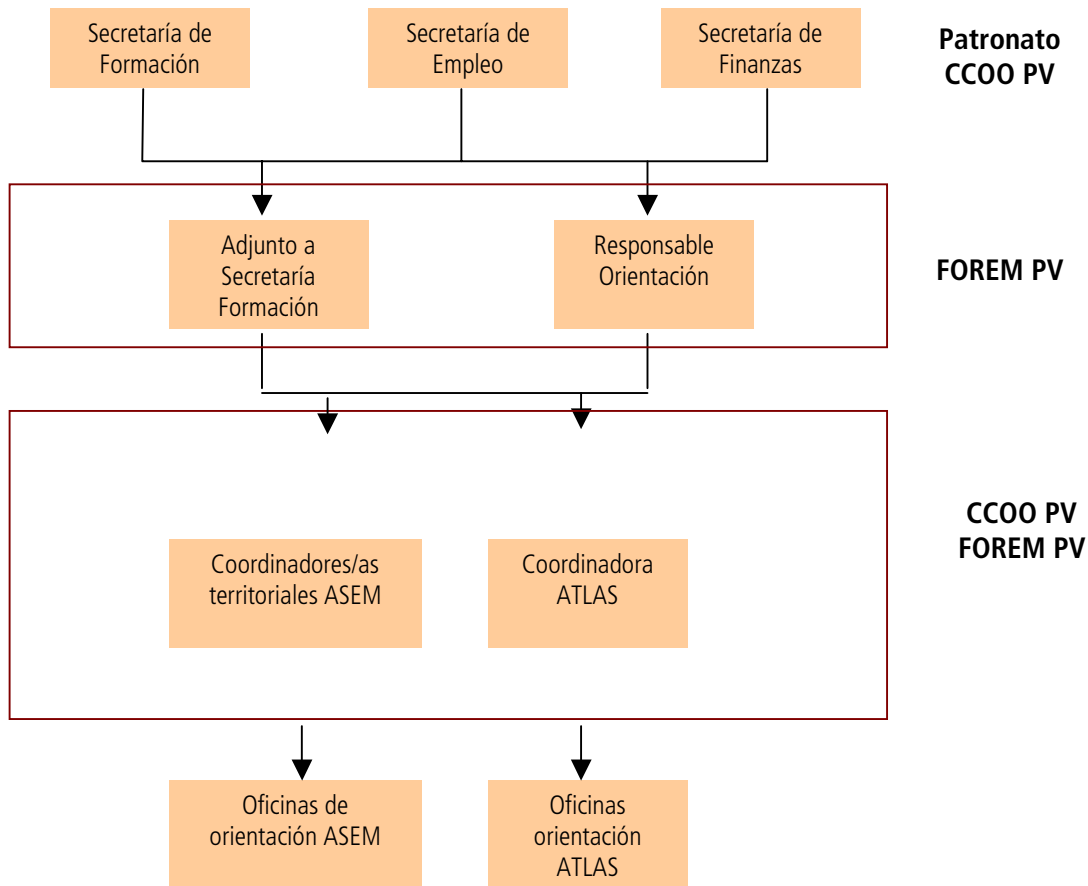 Secretaría de
Formación
Secretaría de
Empleo
Secretaría de
Finanzas
Patronato
CCOO PV
Adjunto a
Secretaría
Formación
Responsable
Orientación
FOREM PV
CCOO PV
FOREM PV
Coordinadores/as
territoriales ASEM
Coordinadora
ATLAS
Oficinas de
orientación ASEM
Oficinas
orientación
ATLAS